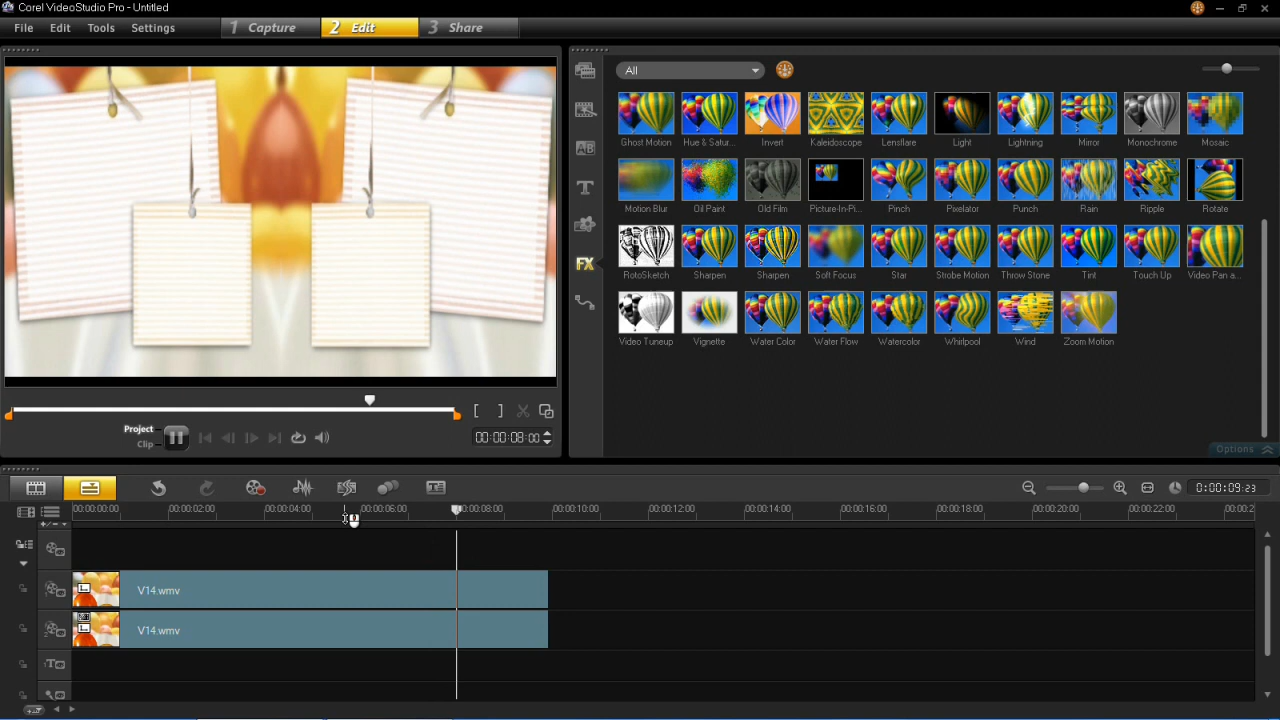 Corel VideoStudio Pro - Untitled
File Edit Tools Settings
1 Capture 2 Edit 3 Share
All
Ghost Motion Hue & Satur... Invert Kaleidoscope Lensflare Light Lightning Mirror Monochrome Mosaic
Motion Blur Oil Paint Old Film Picture-In-Pi... Pinch Pixelator Punch Rain Ripple Rotate
RotoSketch Sharpen Sharpen Soft Focus Star Strobe Motion Throw Stone Tint Touch Up Video Pan a...
Video Tuneup Vignette Water Color Water Flow Watercolor Whirlpool Wind Zoom Motion
FX
Project
Clip
00:00:08:00
Options
0:00:09:23
00:00:00:00 00:00:02:00 00:00:04:00 00:00:06:00 00:00:08:00 00:00:10:00 00:00:12:00 00:00:14:00 00:00:16:00 00:00:18:00 00:00:20:00 00:00:22:00 00:00:2
V14.wmv
V14.wmv